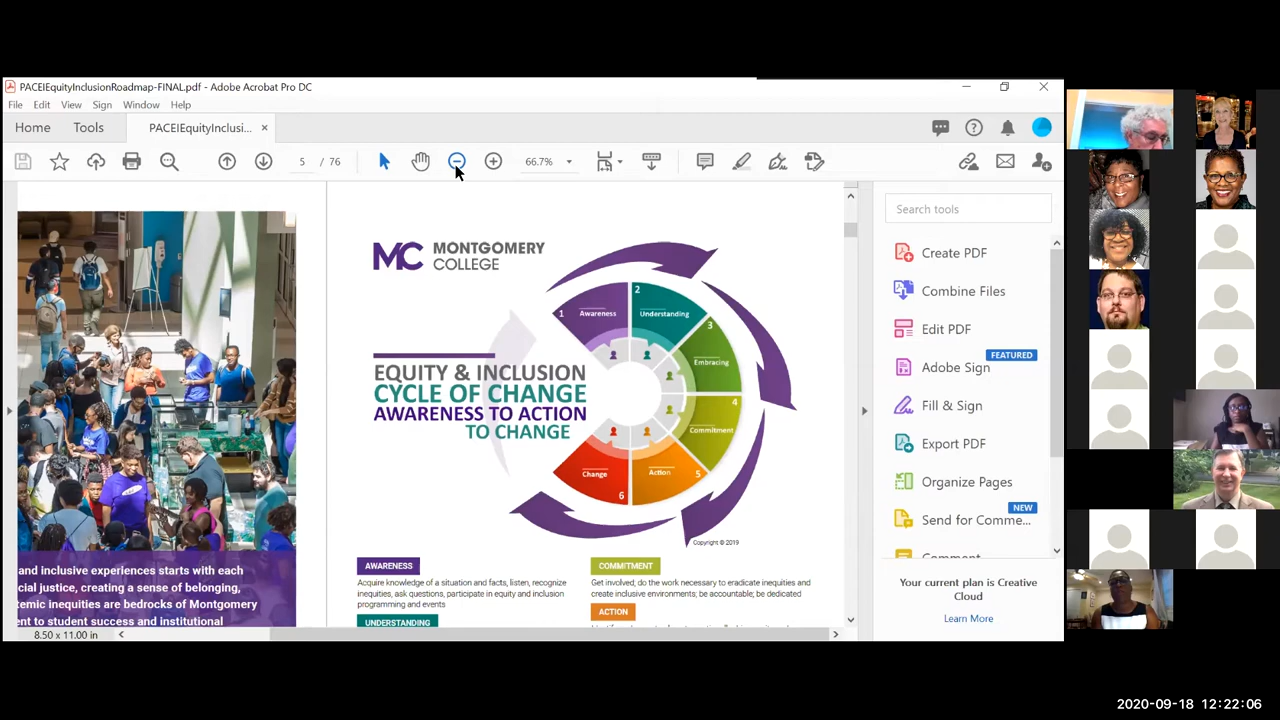 PACEIEquityInclusionRoadmap-FINAL.pdf - Adobe Acrobat Pro DC
File Edit View Sign Window Help
Home Tools PACEIEquityInclusi... ×
5 / 76 66.7%
MC MONTGOMERY
COLLEGE
1 Awareness
2 Understanding
3 Embracing
4 Commitment
Action 5
Change 6
EQUITY & INCLUSION
CYCLE OF CHANGE
AWARENESS TO ACTION
TO CHANGE
Copyright © 2019
and inclusive experiences starts with each
cial justice, creating a sense of belonging,
temic inequities are bedrocks of Montgomery
ent to student success and institutional
AWARENESS
Acquire knowledge of a situation and facts, listen, recognize
inequities, ask questions, participate in equity and inclusion
programming and events
UNDERSTANDING
COMMITMENT
Get involved, do the work necessary to eradicate inequities and
create inclusive environments; be accountable; be dedicated
ACTION
8.50 x 11.00 in
Search tools
Create PDF
Combine Files
Edit PDF
FEATURED
Adobe Sign
Fill & Sign
Export PDF
Organize Pages
NEW
Send for Comme...
Comment
Your current plan is Creative
Cloud
Learn More
2020-09-18 12:22:06